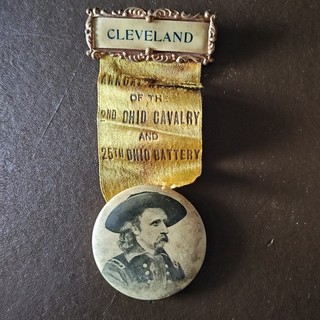 CLEVELAND
ANNUAL
OF THE
2ND OHIO CAVALRY
AND
25TH OHIO BATTERY